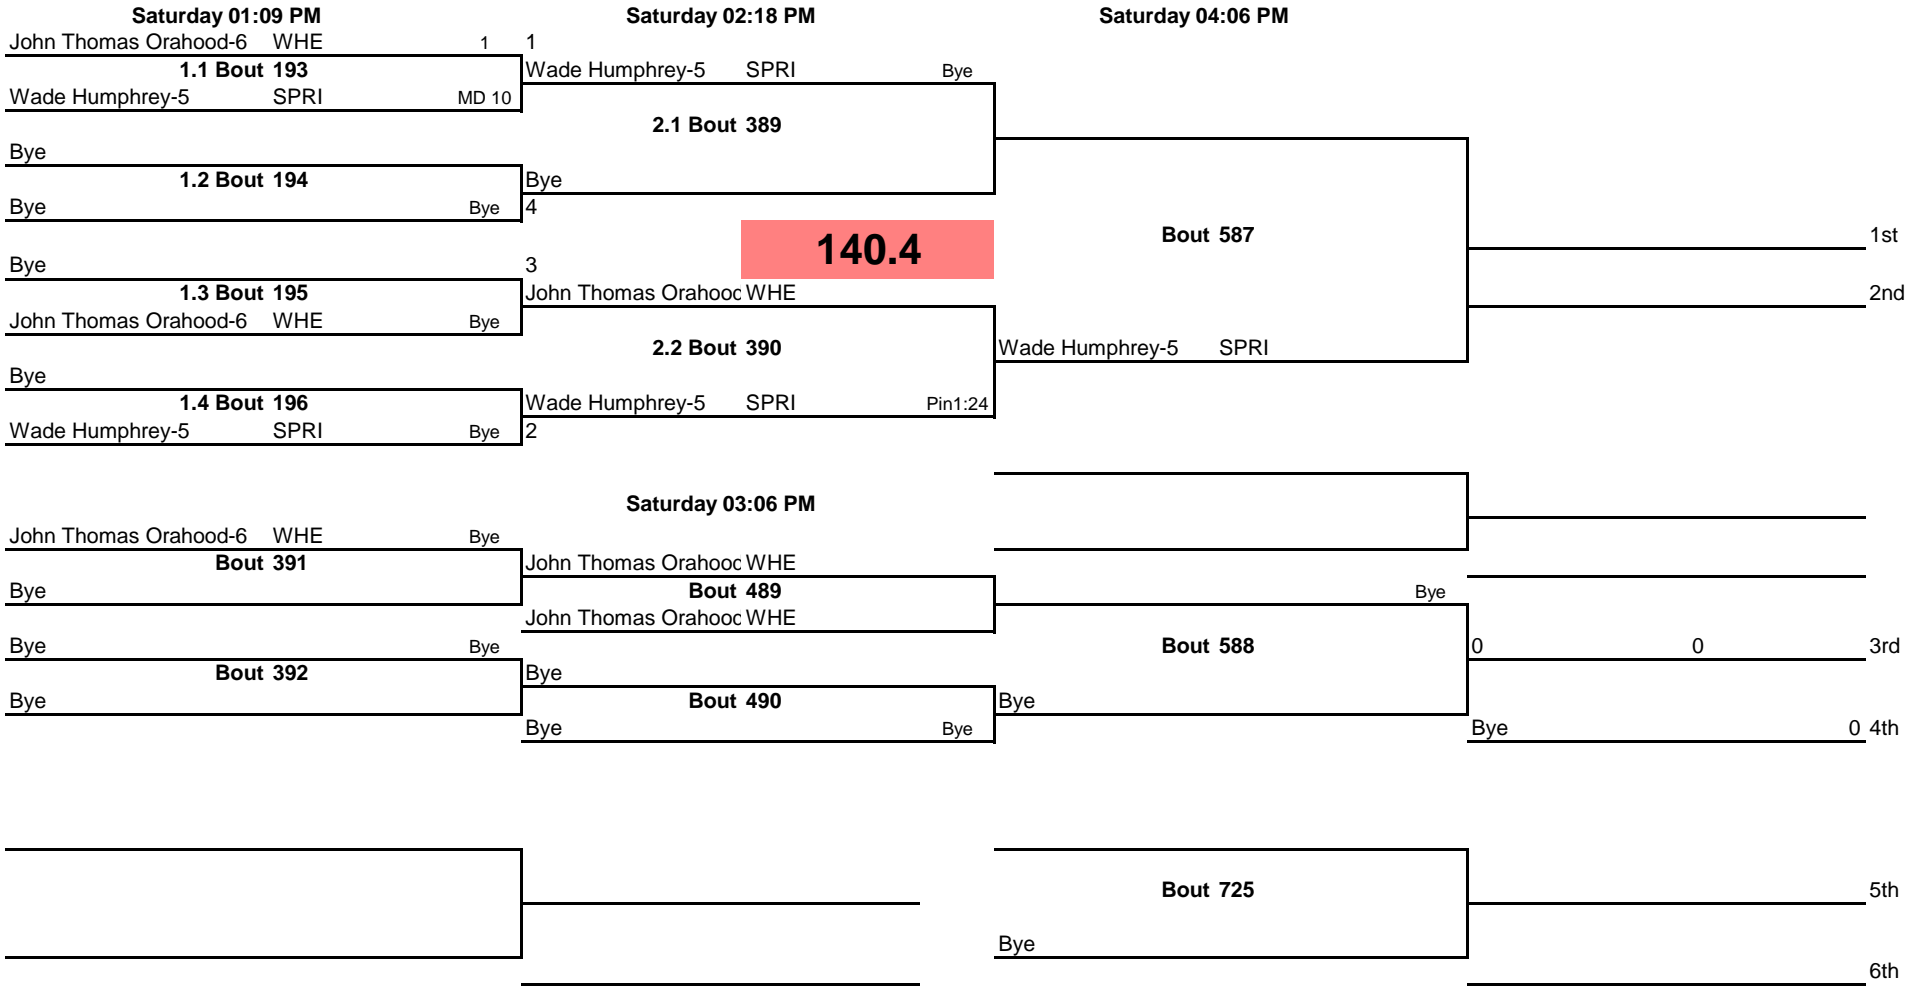 Saturday 01:09 PM Saturday 02:18 PM Saturday 04:06 PM
John Thomas Orahood-6 WHE 1 1
1.1 Bout 193 Wade Humphrey-5 SPRI Bye
Wade Humphrey-5 SPRI MD 10
2.1 Bout 389
Bye
1.2 Bout 194 Bye
Bye Bye 4
140.4 Bout 587 1st
Bye 3
1.3 Bout 195 John Thomas Orahood WHE 2nd
John Thomas Orahood-6 WHE Bye
2.2 Bout 390 Wade Humphrey-5 SPRI
Bye
1.4 Bout 196 Wade Humphrey-5 SPRI Pin1:24
Wade Humphrey-5 SPRI Bye 2
Saturday 03:06 PM
John Thomas Orahood-6 WHE Bye
Bout 391 John Thomas Orahood WHE
Bye Bout 489 Bye
John Thomas Orahood WHE
Bye Bye Bout 588 0 0 3rd
Bout 392 Bye
Bye Bout 490 Bye
Bye Bye Bye 0 4th
Bout 725 5th
Bye
6th